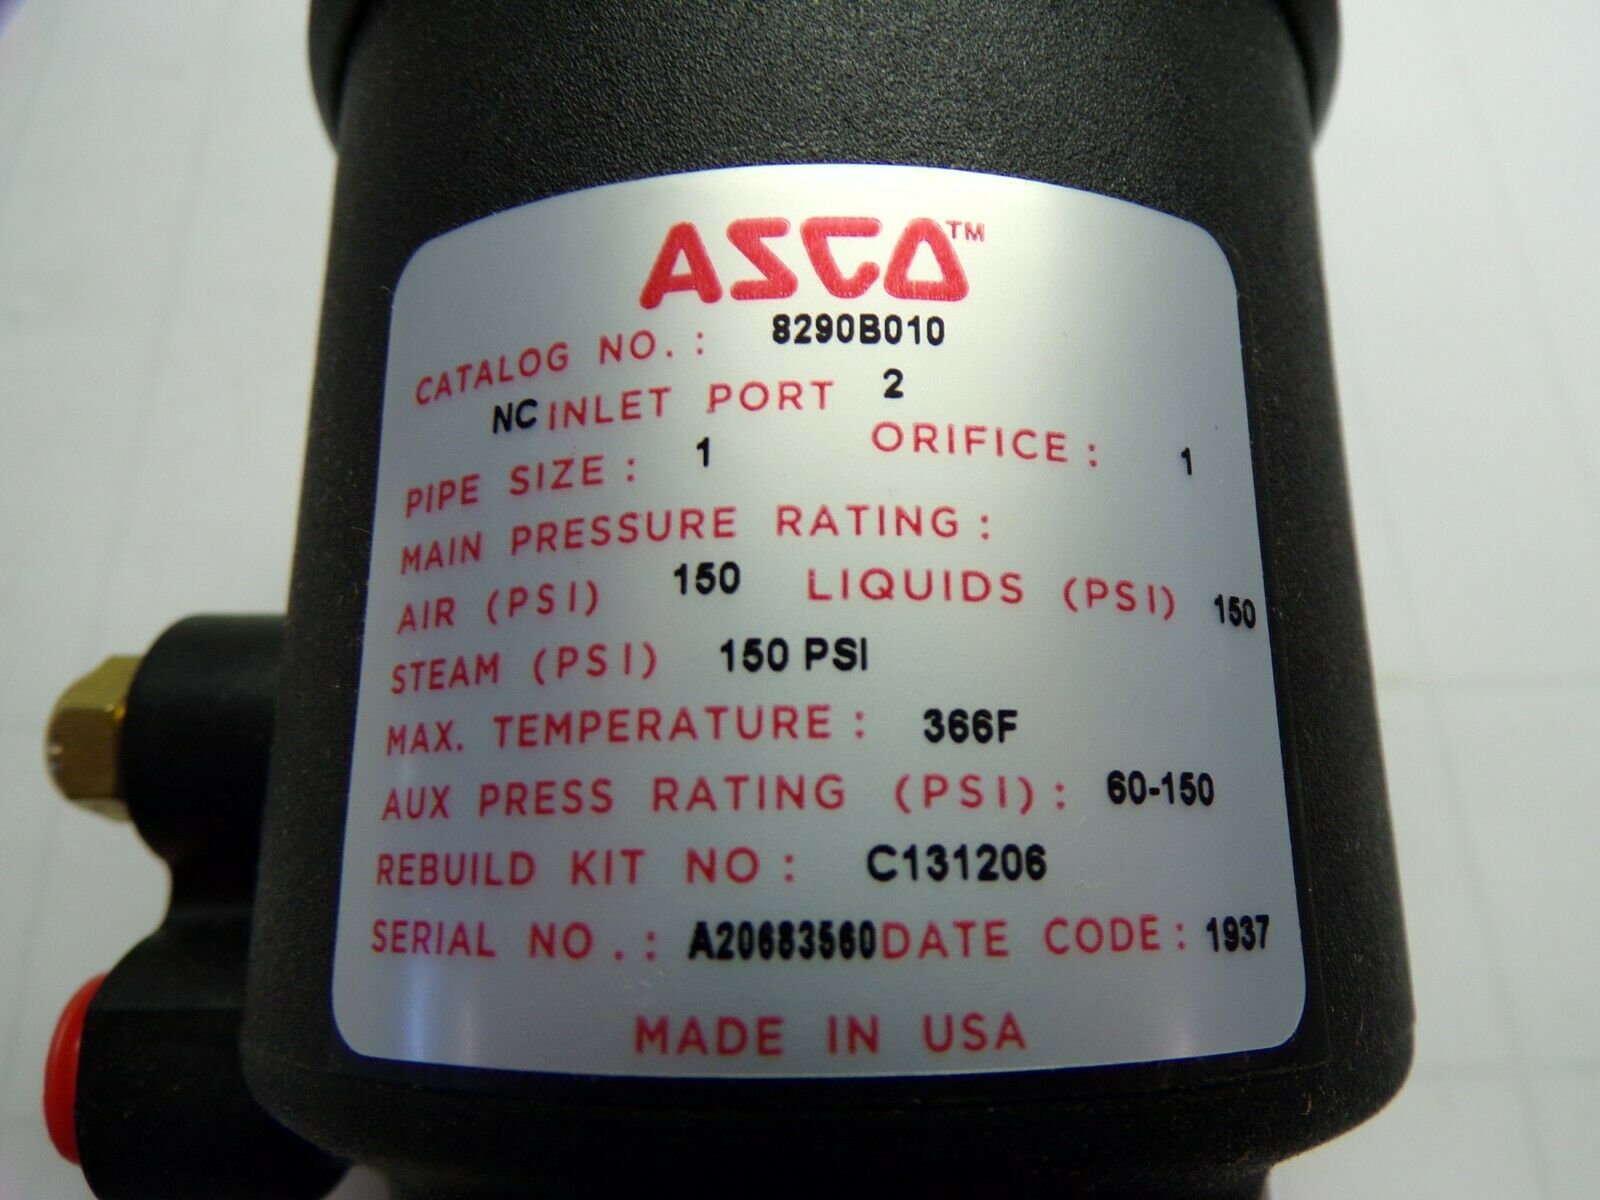 ASCO™
CATALOG NO. : 8290B010
NC INLET PORT 2
PIPE SIZE : 1 ORIFICE : 1
MAIN PRESSURE RATING :
AIR (PSI) 150 LIQUIDS (PSI) 150
STEAM (PSI) 150 PSI
MAX. TEMPERATURE : 366F
AUX PRESS RATING (PSI) : 60-150
REBUILD KIT NO : C131206
SERIAL NO. : A20683560 DATE CODE : 1937
MADE IN USA